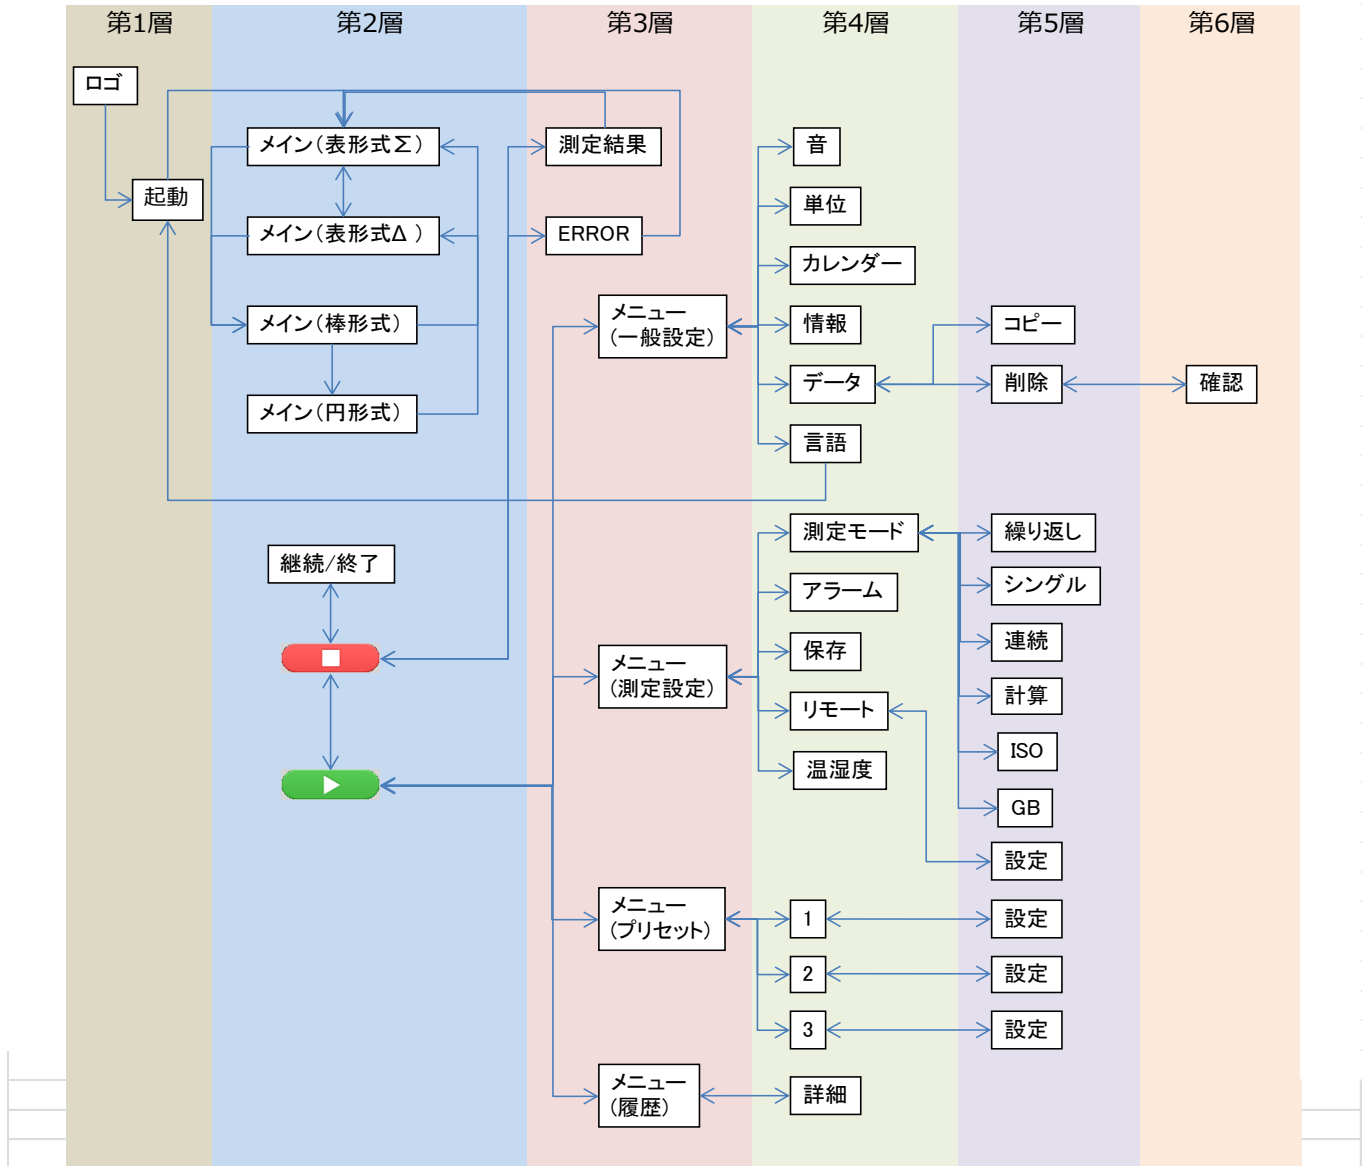 第1層
第2層
第3層
第4層
第5層
第6層
ロゴ
起動
メイン(表形式Σ)
メイン(表形式Δ )
メイン(棒形式)
メイン(円形式)
継続/終了
測定結果
ERROR
メニュー
(一般設定)
メニュー
(測定設定)
メニュー
(プリセット)
メニュー
(履歴)
音
単位
カレンダー
情報
データ
言語
測定モード
アラーム
保存
リモート
温湿度
1
2
3
詳細
コピー
削除
繰り返し
シングル
連続
計算
ISO
GB
設定
設定
設定
設定
確認